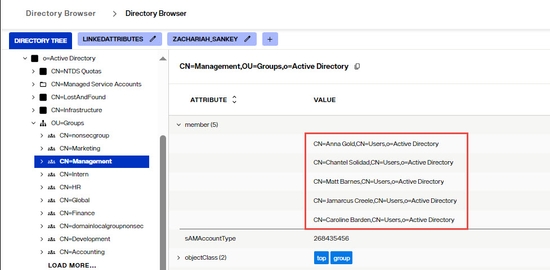 Directory Browser > Directory Browser
DIRECTORY TREE
LINKEDATTRIBUTES
ZACHARIAH_SANKEY
+
o=Active Directory
CN=NTDS Quotas
CN=Managed Service Accounts
CN=LostAndFound
CN=Infrastructure
OU=Groups
CN=nonsecgroup
CN=Marketing
CN=Management
CN=Intern
CN=HR
CN=Global
CN=Finance
CN=domainlocalgroupnonsec
CN=Development
CN=Accounting
LOAD MORE...
CN=Management,OU=Groups,o=Active Directory
ATTRIBUTE VALUE
member (5)
CN=Anna Gold,CN=Users,o=Active Directory
CN=Chantel Solidad,CN=Users,o=Active Directory
CN=Matt Barnes,CN=Users,o=Active Directory
CN=Jamarcus Creele,CN=Users,o=Active Directory
CN=Caroline Barden,CN=Users,o=Active Directory
sAMAccountType 268435456
objectClass (2) top group